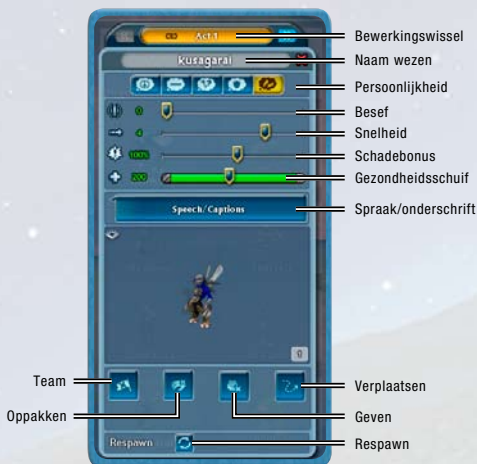 Act 1
Bewerkingswissel
kusagarai
Naam wezen
Persoonlijkheid
0
Besef
4
Snelheid
100%
Schadebonus
200
Gezondheidsschuif
Speech/Captions
Spraak/onderschrift
0
Team
Verplaatsen
Oppakken
Geven
Respawn
Respawn